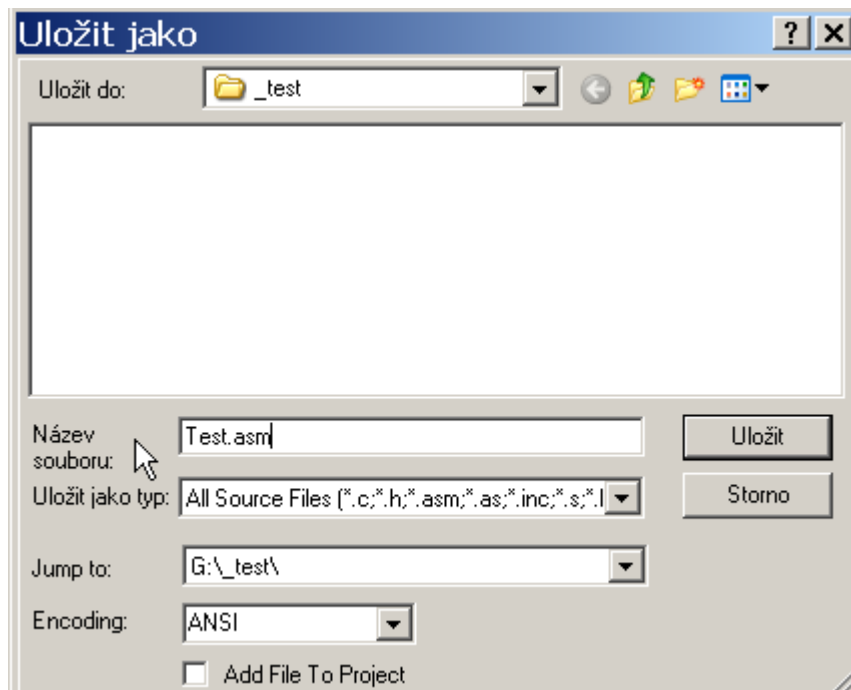 Uložit jako
Uložit do:
_test
Název
souboru:
Test.asm
Uložit
Uložit jako typ:
All Source Files (*.c;*.h;*.asm;*.as;*.inc;*.s;*.l
Storno
Jump to:
G:\_test\
Encoding:
ANSI
Add File To Project